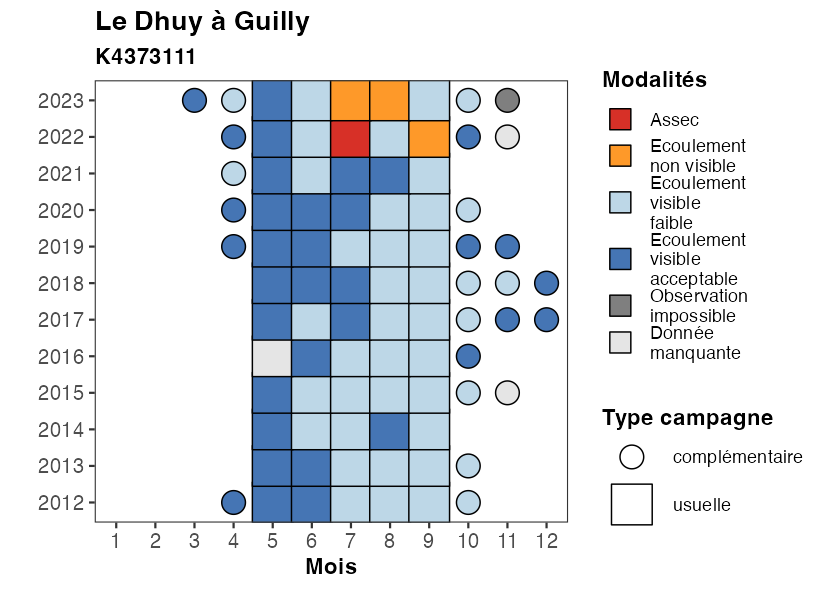 Le Dhuy à Guilly
K4373111
2023
2022
2021
2020
2019
2018
2017
2016
2015
2014
2013
2012
1 2 3 4 5 6 7 8 9 10 11 12
Mois
Modalités
Assec
Ecoulement
non visible
Ecoulement
visible
faible
Ecoulement
visible
acceptable
Observation
impossible
Donnée
manquante
Type campagne
complémentaire
usuelle